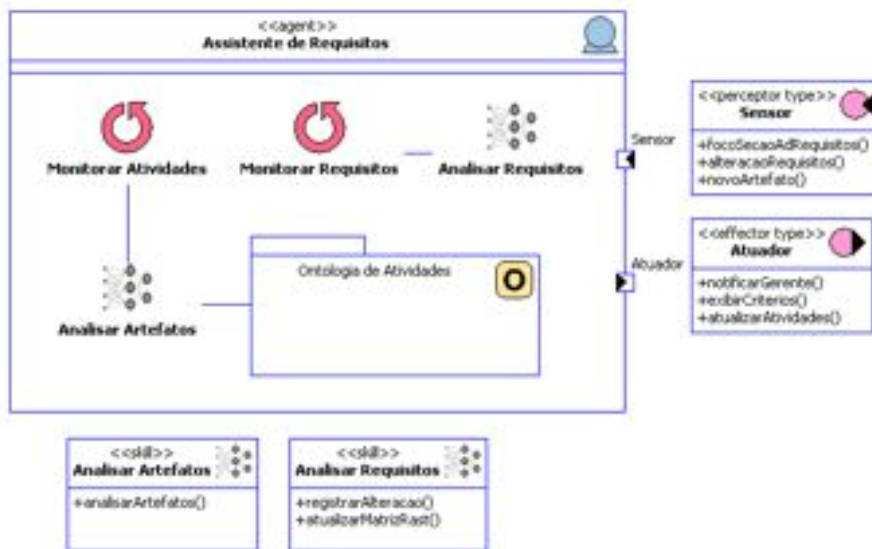 <<agent>>
Assistente de Requisitos
Monitorar Atividades
Monitorar Requisitos
Analisar Requisitos
Analisar Artefatos
Ontologia de Atividades
O
Sensor
Atuador
<<perceptor type>>
Sensor
+focoSecaoAdRequisitos()
+alteracaoRequisitos()
+novoArtefato()
<<effector type>>
Atuador
+notificarGerente()
+exibirCriterios()
+atualizarAtividades()
<<skill>>
Analisar Artefatos
+analisarArtefatos()
<<skill>>
Analisar Requisitos
+registrarAlteracao()
+atualizarMatrizRast()